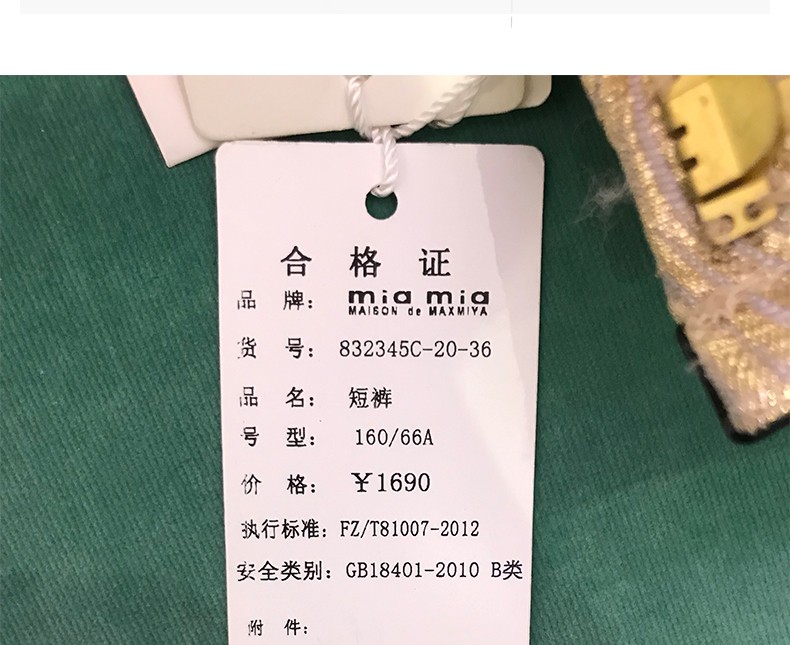 合格证
品 牌: mia mia
MAISON de MAXMIYA
货 号: 832345C-20-36
品 名: 短裤
号 型: 160/66A
价 格: ¥1690
执行标准: FZ/T81007-2012
安全类别: GB18401-2010 B类
附 件: